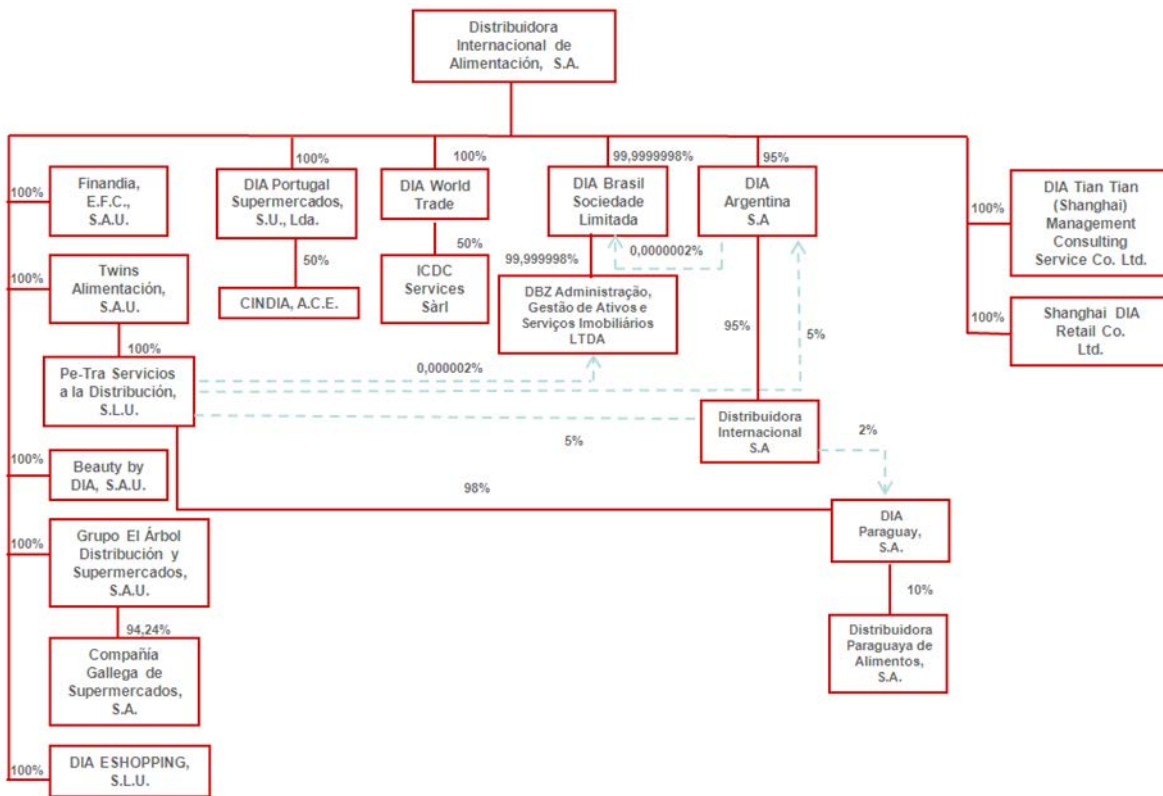 Distribuidora
Internacional de
Alimentación, S.A.
100%
100%
99,9999998%
95%
100%
Finandia,
E.F.C.,
S.A.U.
DIA Portugal
Supermercados,
S.U., Lda.
DIA World
Trade
DIA Brasil
Sociedade
Limitada
DIA
Argentina
S.A
100%
DIA Tian Tian
(Shanghai)
Management
Consulting
Service Co. Ltd.
100%
Twins
Alimentación,
S.A.U.
50%
50%
99,999998%
0,0000002%
CINDIA, A.C.E.
ICDC
Services
Sàrl
DBZ Administração,
Gestão de Ativos e
Serviços Imobiliários
LTDA
95%
5%
100%
Shanghai DIA
Retail Co.
Ltd.
100%
Pe-Tra Servicios
a la Distribución,
S.L.U.
0,000002%
5%
Distribuidora
Internacional
S.A
2%
100%
Beauty by
DIA, S.A.U.
98%
DIA
Paraguay,
S.A.
100%
Grupo El Árbol
Distribución y
Supermercados,
S.A.U.
10%
94,24%
Distribuidora
Paraguaya de
Alimentos,
S.A.
Compañía
Gallega de
Supermercados,
S.A.
100%
DIA ESHOPPING,
S.L.U.